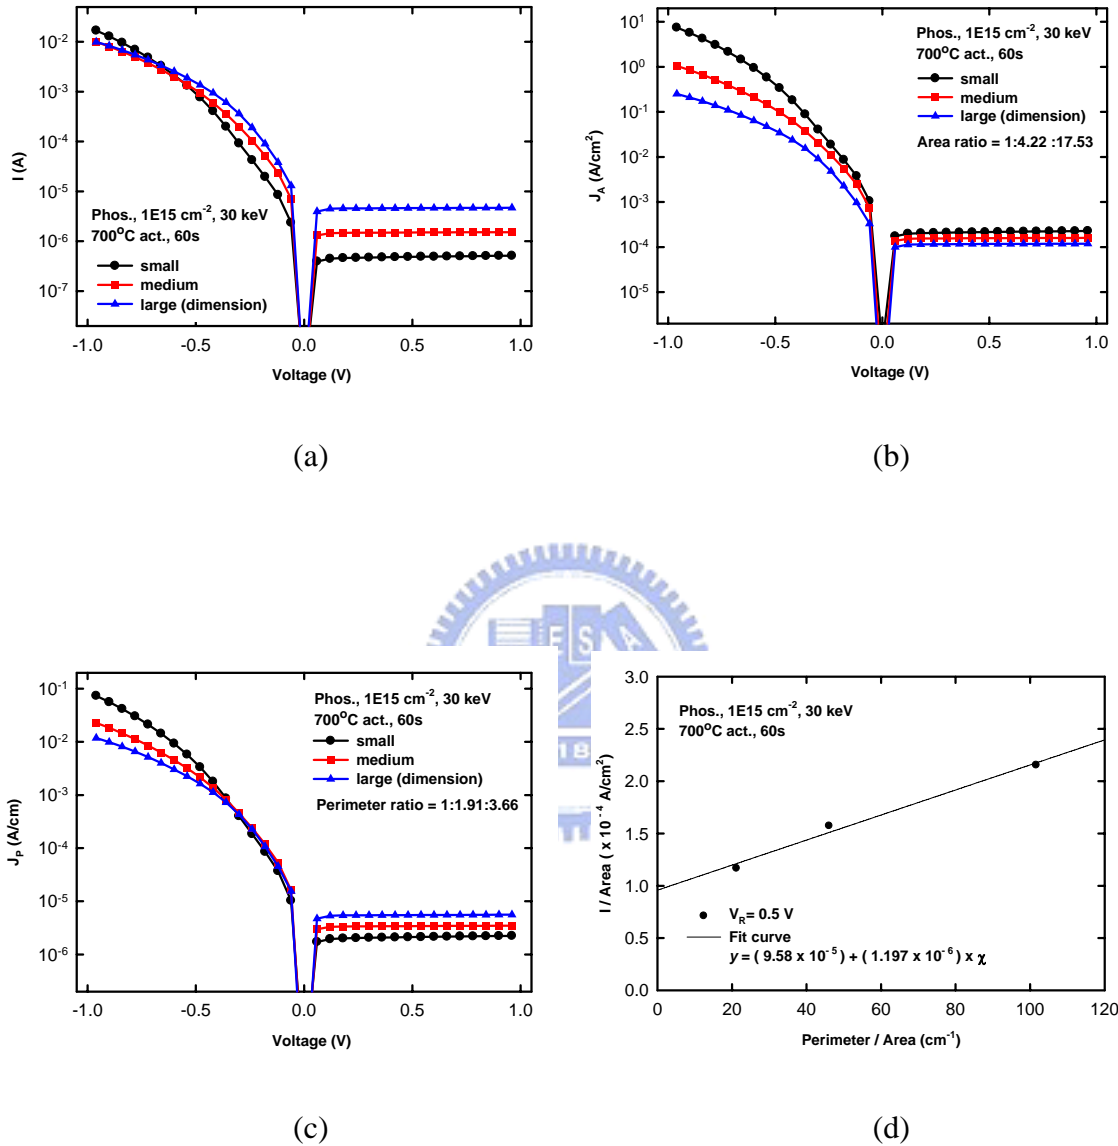 10⁻²
10⁻³
10⁻⁴
10⁻⁵
10⁻⁶
10⁻⁷
I (A)
Phos., 1E15 cm⁻², 30 keV
700°C act., 60s
small
medium
large (dimension)
-1.0 -0.5 0.0 0.5 1.0
Voltage (V)
(a)
10¹
10⁰
10⁻¹
10⁻²
10⁻³
10⁻⁴
10⁻⁵
J_A (A/cm²)
Phos., 1E15 cm⁻², 30 keV
700°C act., 60s
small
medium
large (dimension)
Area ratio = 1:4.22 :17.53
-1.0 -0.5 0.0 0.5 1.0
Voltage (V)
(b)
10⁻¹
10⁻²
10⁻³
10⁻⁴
10⁻⁵
10⁻⁶
J_P (A/cm)
Phos., 1E15 cm⁻², 30 keV
700°C act., 60s
small
medium
large (dimension)
Perimeter ratio = 1:1.91:3.66
-1.0 -0.5 0.0 0.5 1.0
Voltage (V)
(c)
E S A
18
3.0
2.5
2.0
1.5
1.0
0.5
0.0
I / Area ( x 10⁻⁴ A/cm²)
Phos., 1E15 cm⁻², 30 keV
700°C act., 60s
V_R= 0.5 V
Fit curve
y = ( 9.58 x 10⁻⁵) + ( 1.197 x 10⁻⁶) x χ
0 20 40 60 80 100 120
Perimeter / Area (cm⁻¹)
(d)